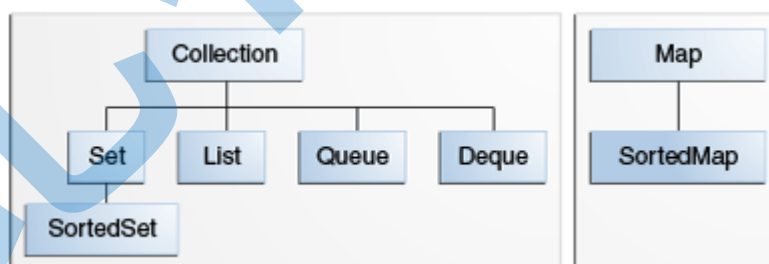 Collection
Map
Set
List
Queue
Deque
SortedMap
SortedSet